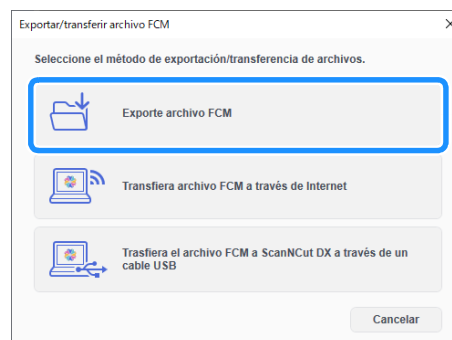 Exportar/transferir archivo FCM
Seleccione el método de exportación/transferencia de archivos.
Exporte archivo FCM
Transfiera archivo FCM a través de Internet
Trasfiera el archivo FCM a ScanNCut DX a través de un
cable USB
Cancelar